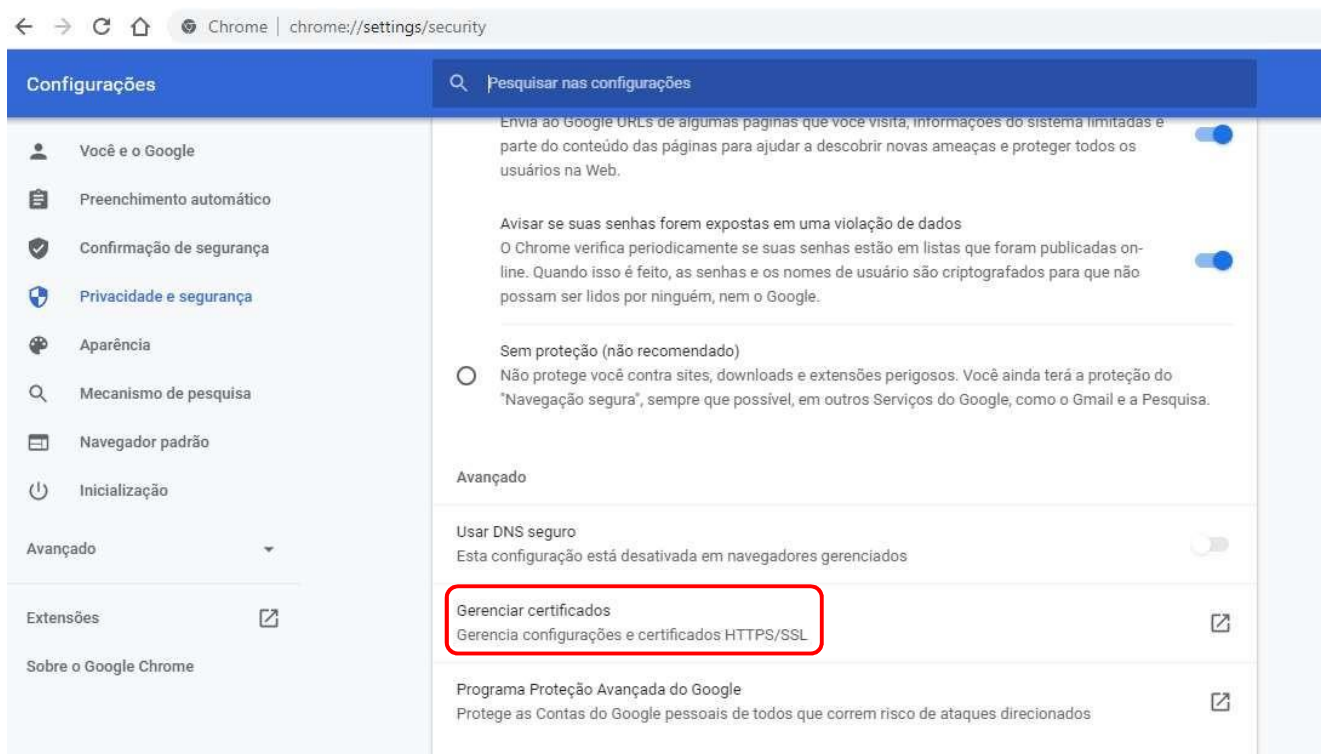 Chrome | chrome://settings/security
Configurações
Pesquisar nas configurações
Você e o Google
Preenchimento automático
Confirmação de segurança
Privacidade e segurança
Aparência
Mecanismo de pesquisa
Navegador padrão
Inicialização
Avançado
Extensões
Sobre o Google Chrome
Envia ao Google URLs de algumas páginas que você visita, informações do sistema limitadas e
parte do conteúdo das páginas para ajudar a descobrir novas ameaças e proteger todos os
usuários na Web.
Avisar se suas senhas forem expostas em uma violação de dados
O Chrome verifica periodicamente se suas senhas estão em listas que foram publicadas on-
line. Quando isso é feito, as senhas e os nomes de usuário são criptografados para que não
possam ser lidos por ninguém, nem o Google.
Sem proteção (não recomendado)
Não protege você contra sites, downloads e extensões perigosos. Você ainda terá a proteção do
"Navegação segura", sempre que possível, em outros Serviços do Google, como o Gmail e a Pesquisa.
Avançado
Usar DNS seguro
Esta configuração está desativada em navegadores gerenciados
Gerenciar certificados
Gerencia configurações e certificados HTTPS/SSL
Programa Proteção Avançada do Google
Protege as Contas do Google pessoais de todos que correm risco de ataques direcionados